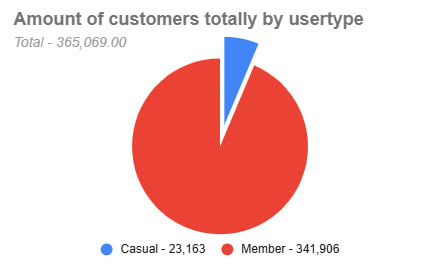 Amount of customers totally by usertype
Total - 365,069.00
Casual - 23,163 Member - 341,906